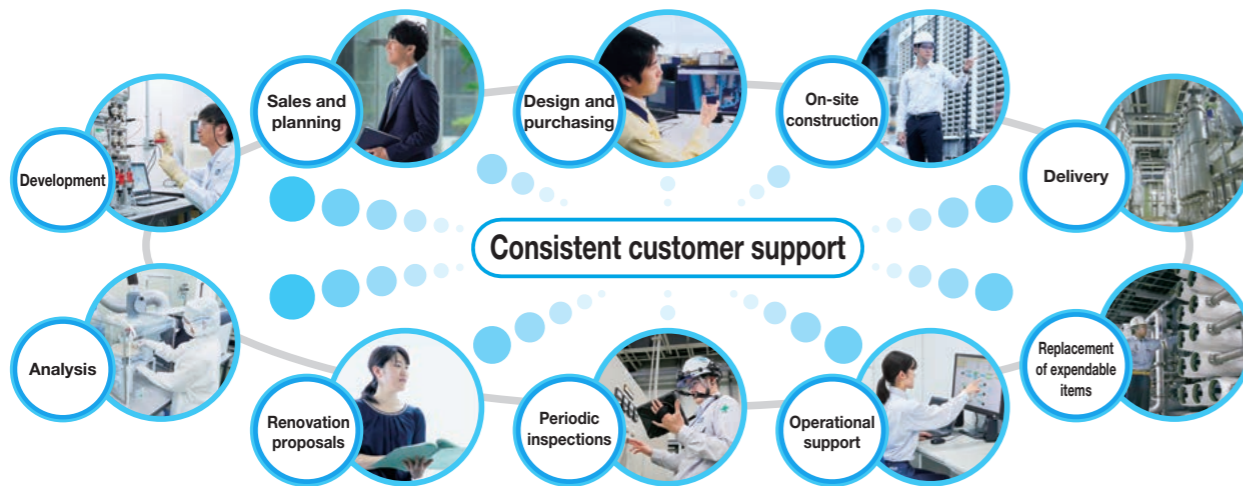 Sales and
planning
Design and
purchasing
On-site
construction
Development
Delivery
Consistent customer support
Analysis
Replacement
of expendable
items
Renovation
proposals
Periodic
inspections
Operational
support